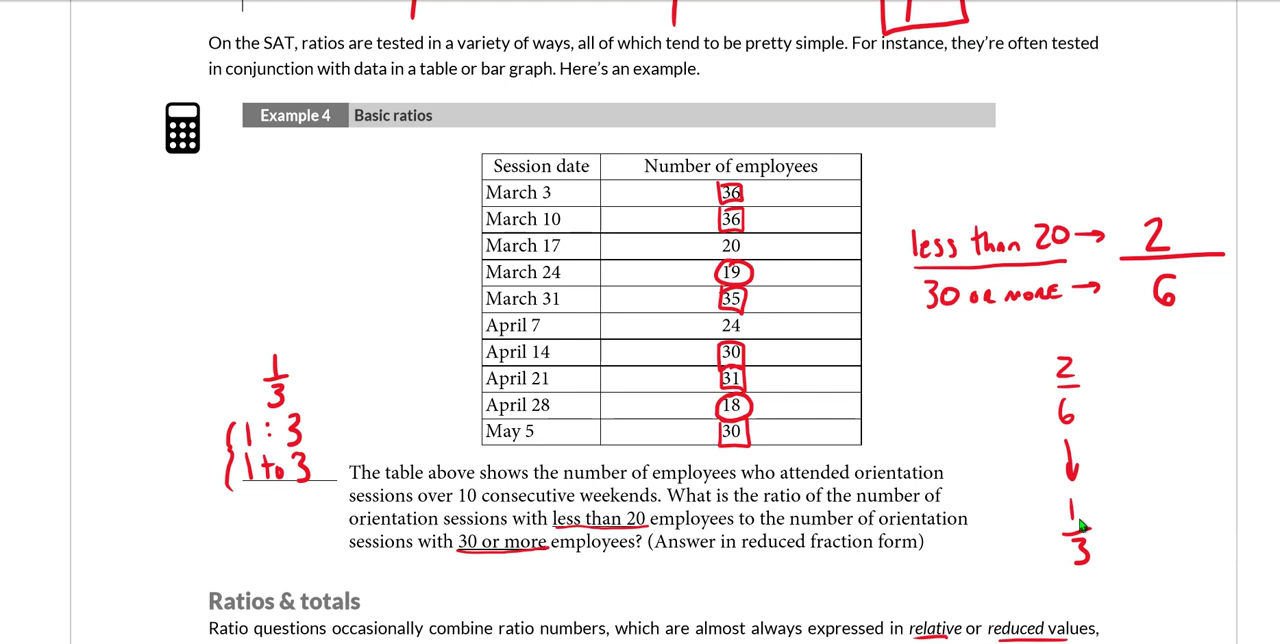 On the SAT, ratios are tested in a variety of ways, all of which tend to be pretty simple. For instance, they're often tested
in conjunction with data in a table or bar graph. Here's an example.
Example 4 Basic ratios
Session date Number of employees
March 3 36
March 10 36
March 17 20
March 24 19
March 31 35
April 7 24
April 14 30
April 21 31
April 28 18
May 5 30
less than 20 → 2
30 OR MORE → 6
2
6
↓
1
3
1
3
1 : 3
1 to 3
The table above shows the number of employees who attended orientation
sessions over 10 consecutive weekends. What is the ratio of the number of
orientation sessions with less than 20 employees to the number of orientation
sessions with 30 or more employees? (Answer in reduced fraction form)
Ratios & totals
Ratio questions occasionally combine ratio numbers, which are almost always expressed in relative or reduced values,